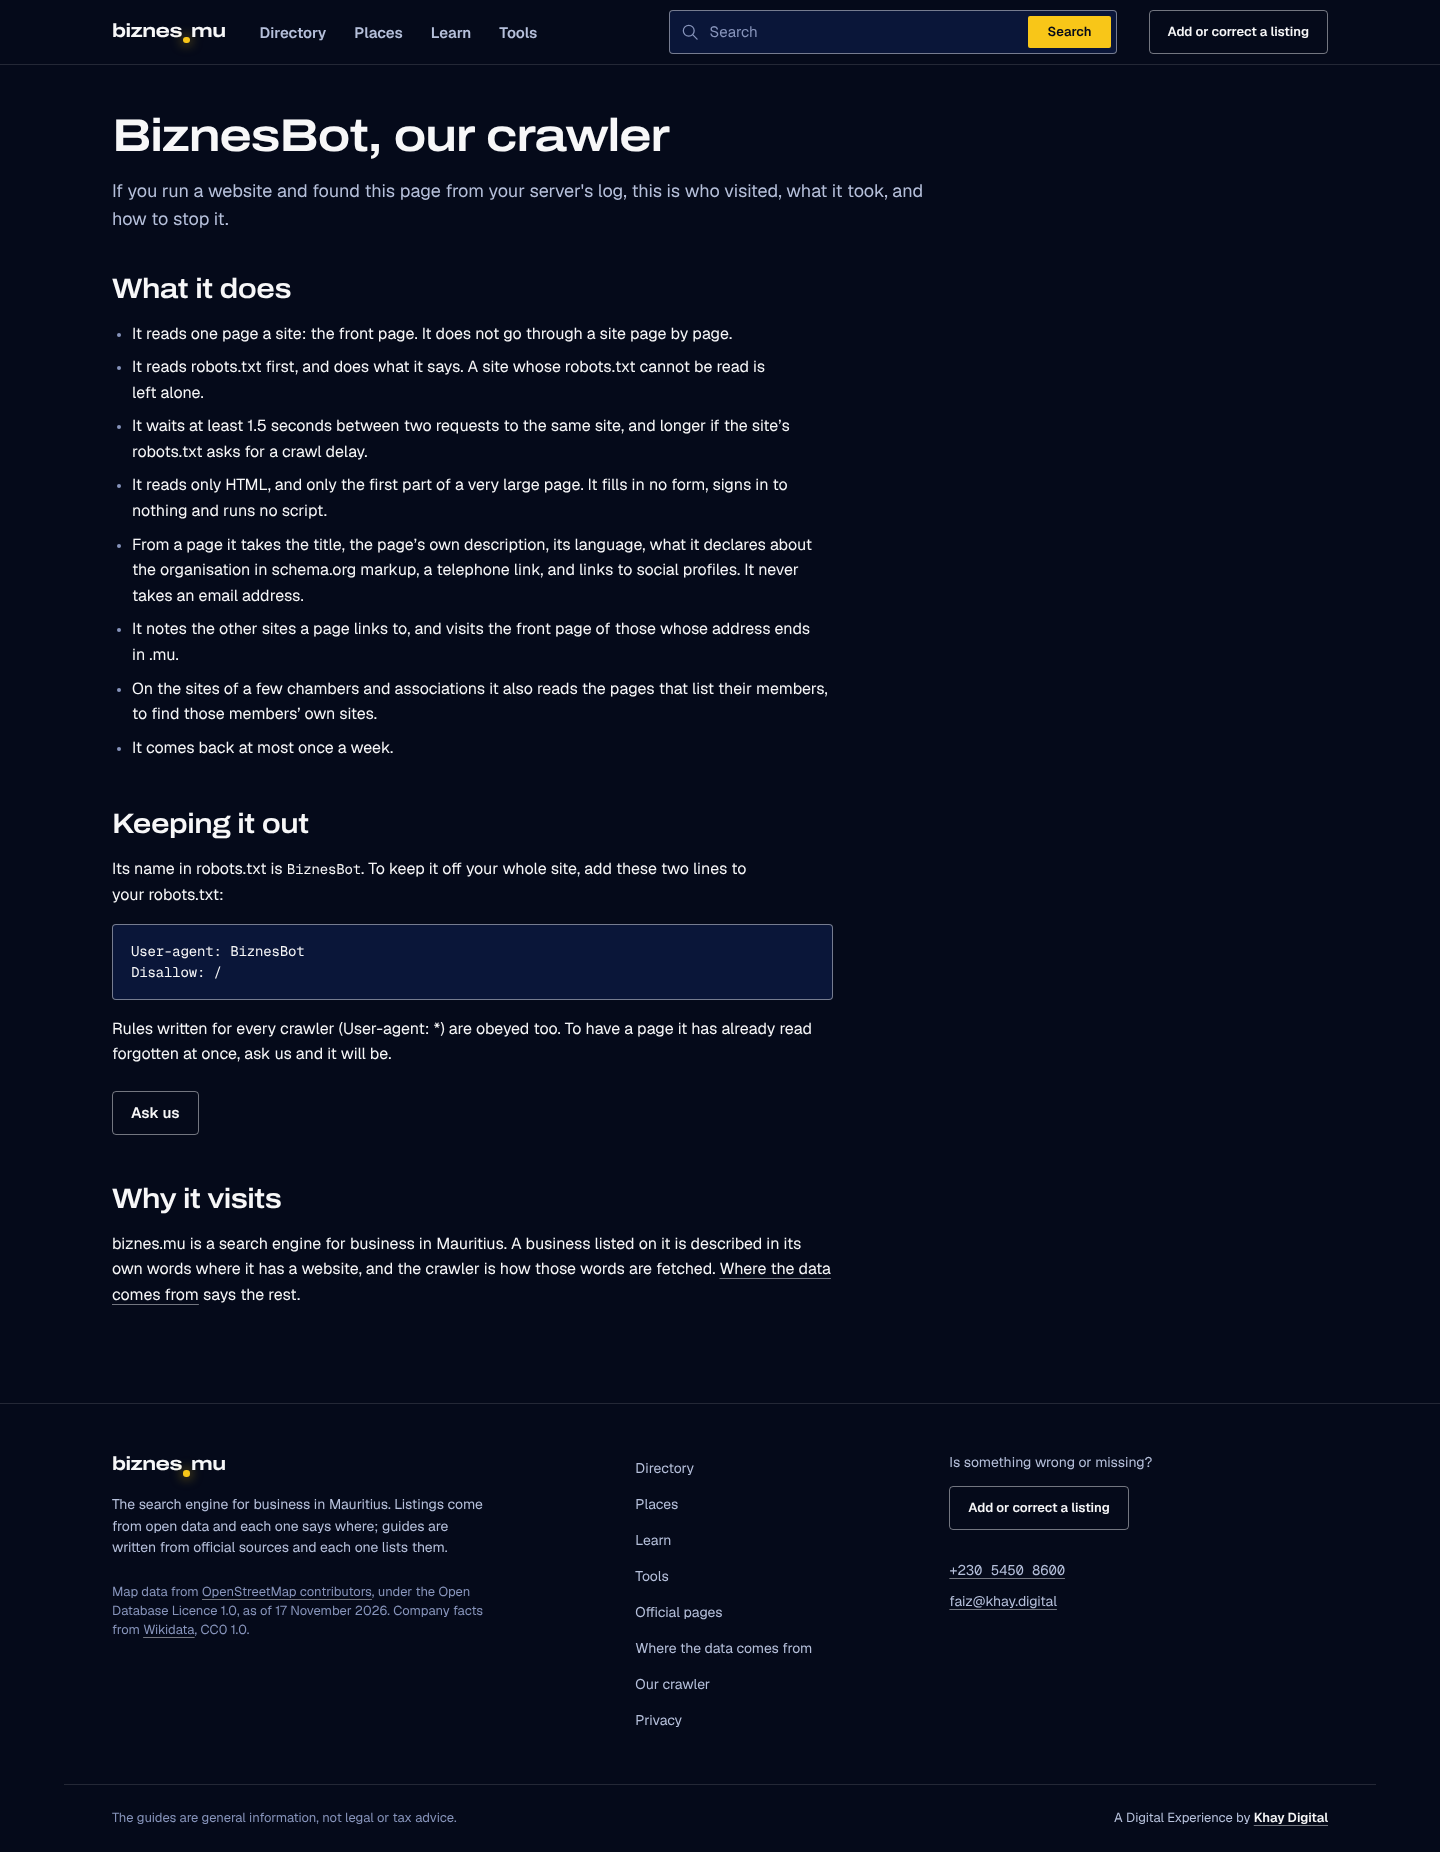 biznes.mu
Directory
Places
Learn
Tools
Search
Search
Add or correct a listing
BiznesBot, our crawler
If you run a website and found this page from your server's log, this is who visited, what it took, and
how to stop it.
What it does
• It reads one page a site: the front page. It does not go through a site page by page.
• It reads robots.txt first, and does what it says. A site whose robots.txt cannot be read is
left alone.
• It waits at least 1.5 seconds between two requests to the same site, and longer if the site’s
robots.txt asks for a crawl delay.
• It reads only HTML, and only the first part of a very large page. It fills in no form, signs in to
nothing and runs no script.
• From a page it takes the title, the page’s own description, its language, what it declares about
the organisation in schema.org markup, a telephone link, and links to social profiles. It never
takes an email address.
• It notes the other sites a page links to, and visits the front page of those whose address ends
in .mu.
• On the sites of a few chambers and associations it also reads the pages that list their members,
to find those members’ own sites.
• It comes back at most once a week.
Keeping it out
Its name in robots.txt is BiznesBot. To keep it off your whole site, add these two lines to
your robots.txt:
User-agent: BiznesBot
Disallow: /
Rules written for every crawler (User-agent: *) are obeyed too. To have a page it has already read
forgotten at once, ask us and it will be.
Ask us
Why it visits
biznes.mu is a search engine for business in Mauritius. A business listed on it is described in its
own words where it has a website, and the crawler is how those words are fetched. Where the data
comes from says the rest.
biznes.mu
The search engine for business in Mauritius. Listings come
from open data and each one says where; guides are
written from official sources and each one lists them.
Map data from OpenStreetMap contributors, under the Open
Database Licence 1.0, as of 17 November 2026. Company facts
from Wikidata, CC0 1.0.
Directory
Places
Learn
Tools
Official pages
Where the data comes from
Our crawler
Privacy
Is something wrong or missing?
Add or correct a listing
+230 5450 8600
faiz@khay.digital
The guides are general information, not legal or tax advice.
A Digital Experience by Khay Digital